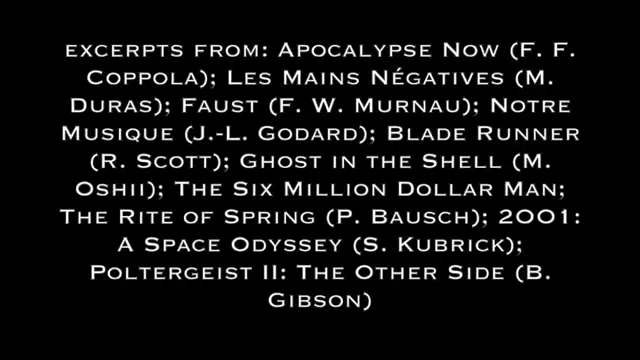 excerpts from: Apocalypse Now (F. F.
Coppola); Les Mains Négatives (M.
Duras); Faust (F. W. Murnau); Notre
Musique (J.-L. Godard); Blade Runner
(R. Scott); Ghost in the Shell (M.
Oshii); The Six Million Dollar Man;
The Rite of Spring (P. Bausch); 2001:
A Space Odyssey (S. Kubrick);
Poltergeist II: The Other Side (B.
Gibson)